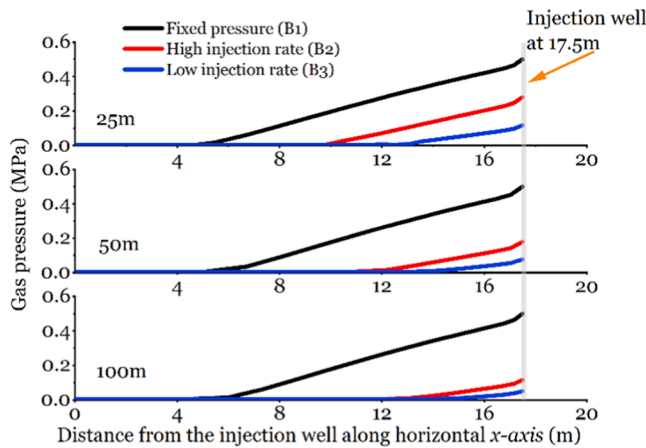 Fixed pressure (B1)
High injection rate (B2)
Low injection rate (B3)
Injection well
at 17.5m
Gas pressure (MPa)
0.6
0.4
0.2
0.0
25m
4
8
12
16
20
0.6
0.4
0.2
0.0
50m
4
8
12
16
20
0.6
0.4
0.2
0.0
100m
0
4
8
12
16
20
Distance from the injection well along horizontal x-axis (m)